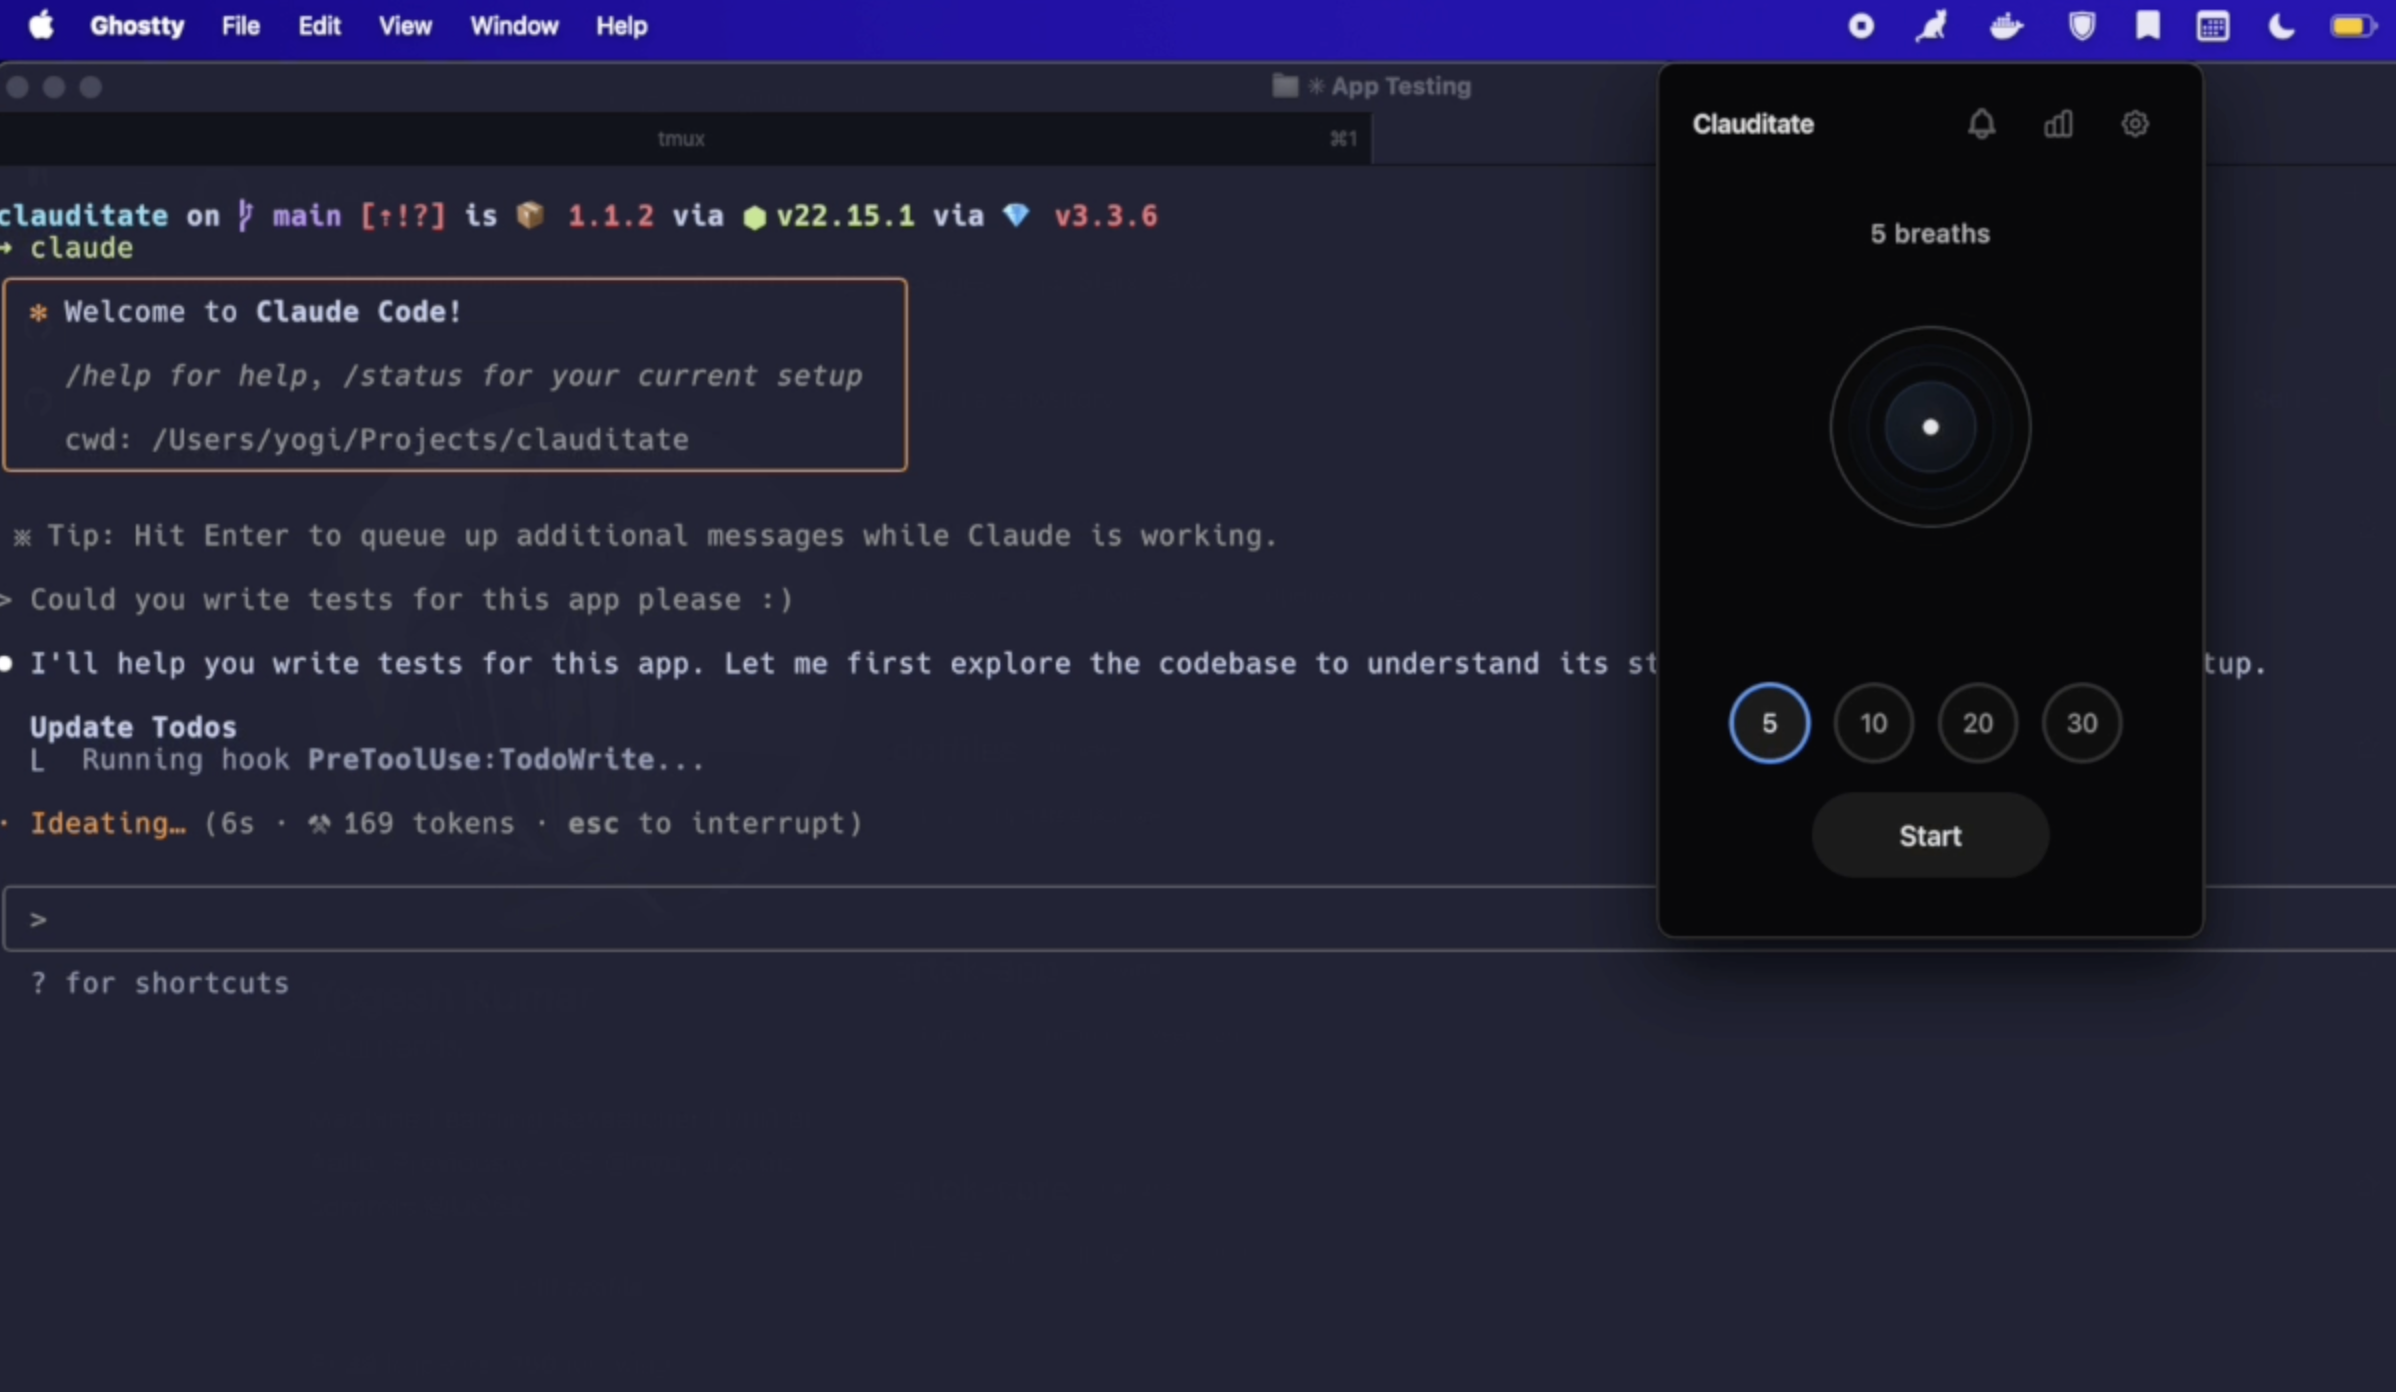 Ghostty File Edit View Window Help
✳ App Testing
tmux ⌘1
clauditate on main [⇡!?] is 📦 1.1.2 via ⬢ v22.15.1 via 💎 v3.3.6
➜ claude
✻ Welcome to Claude Code!
/help for help, /status for your current setup
cwd: /Users/yogi/Projects/clauditate
※ Tip: Hit Enter to queue up additional messages while Claude is working.
> Could you write tests for this app please :)
● I'll help you write tests for this app. Let me first explore the codebase to understand its st
tup.
Update Todos
⎿ Running hook PreToolUse:TodoWrite...
· Ideating… (6s · ⚒ 169 tokens · esc to interrupt)
>
? for shortcuts
Clauditate
5 breaths
5 10 20 30
Start